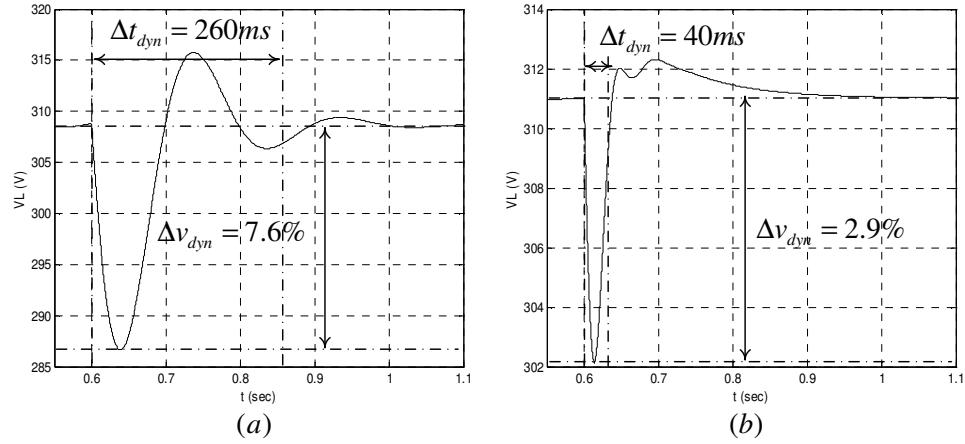 Δt_dyn = 260ms
Δv_dyn = 7.6%
320
315
310
305
300
295
290
285
VL (V)
0.6
0.7
0.8
0.9
1
1.1
t (sec)
(a)
Δt_dyn = 40ms
Δv_dyn = 2.9%
314
312
310
308
306
304
302
VL (V)
0.6
0.7
0.8
0.9
1
1.1
t (sec)
(b)